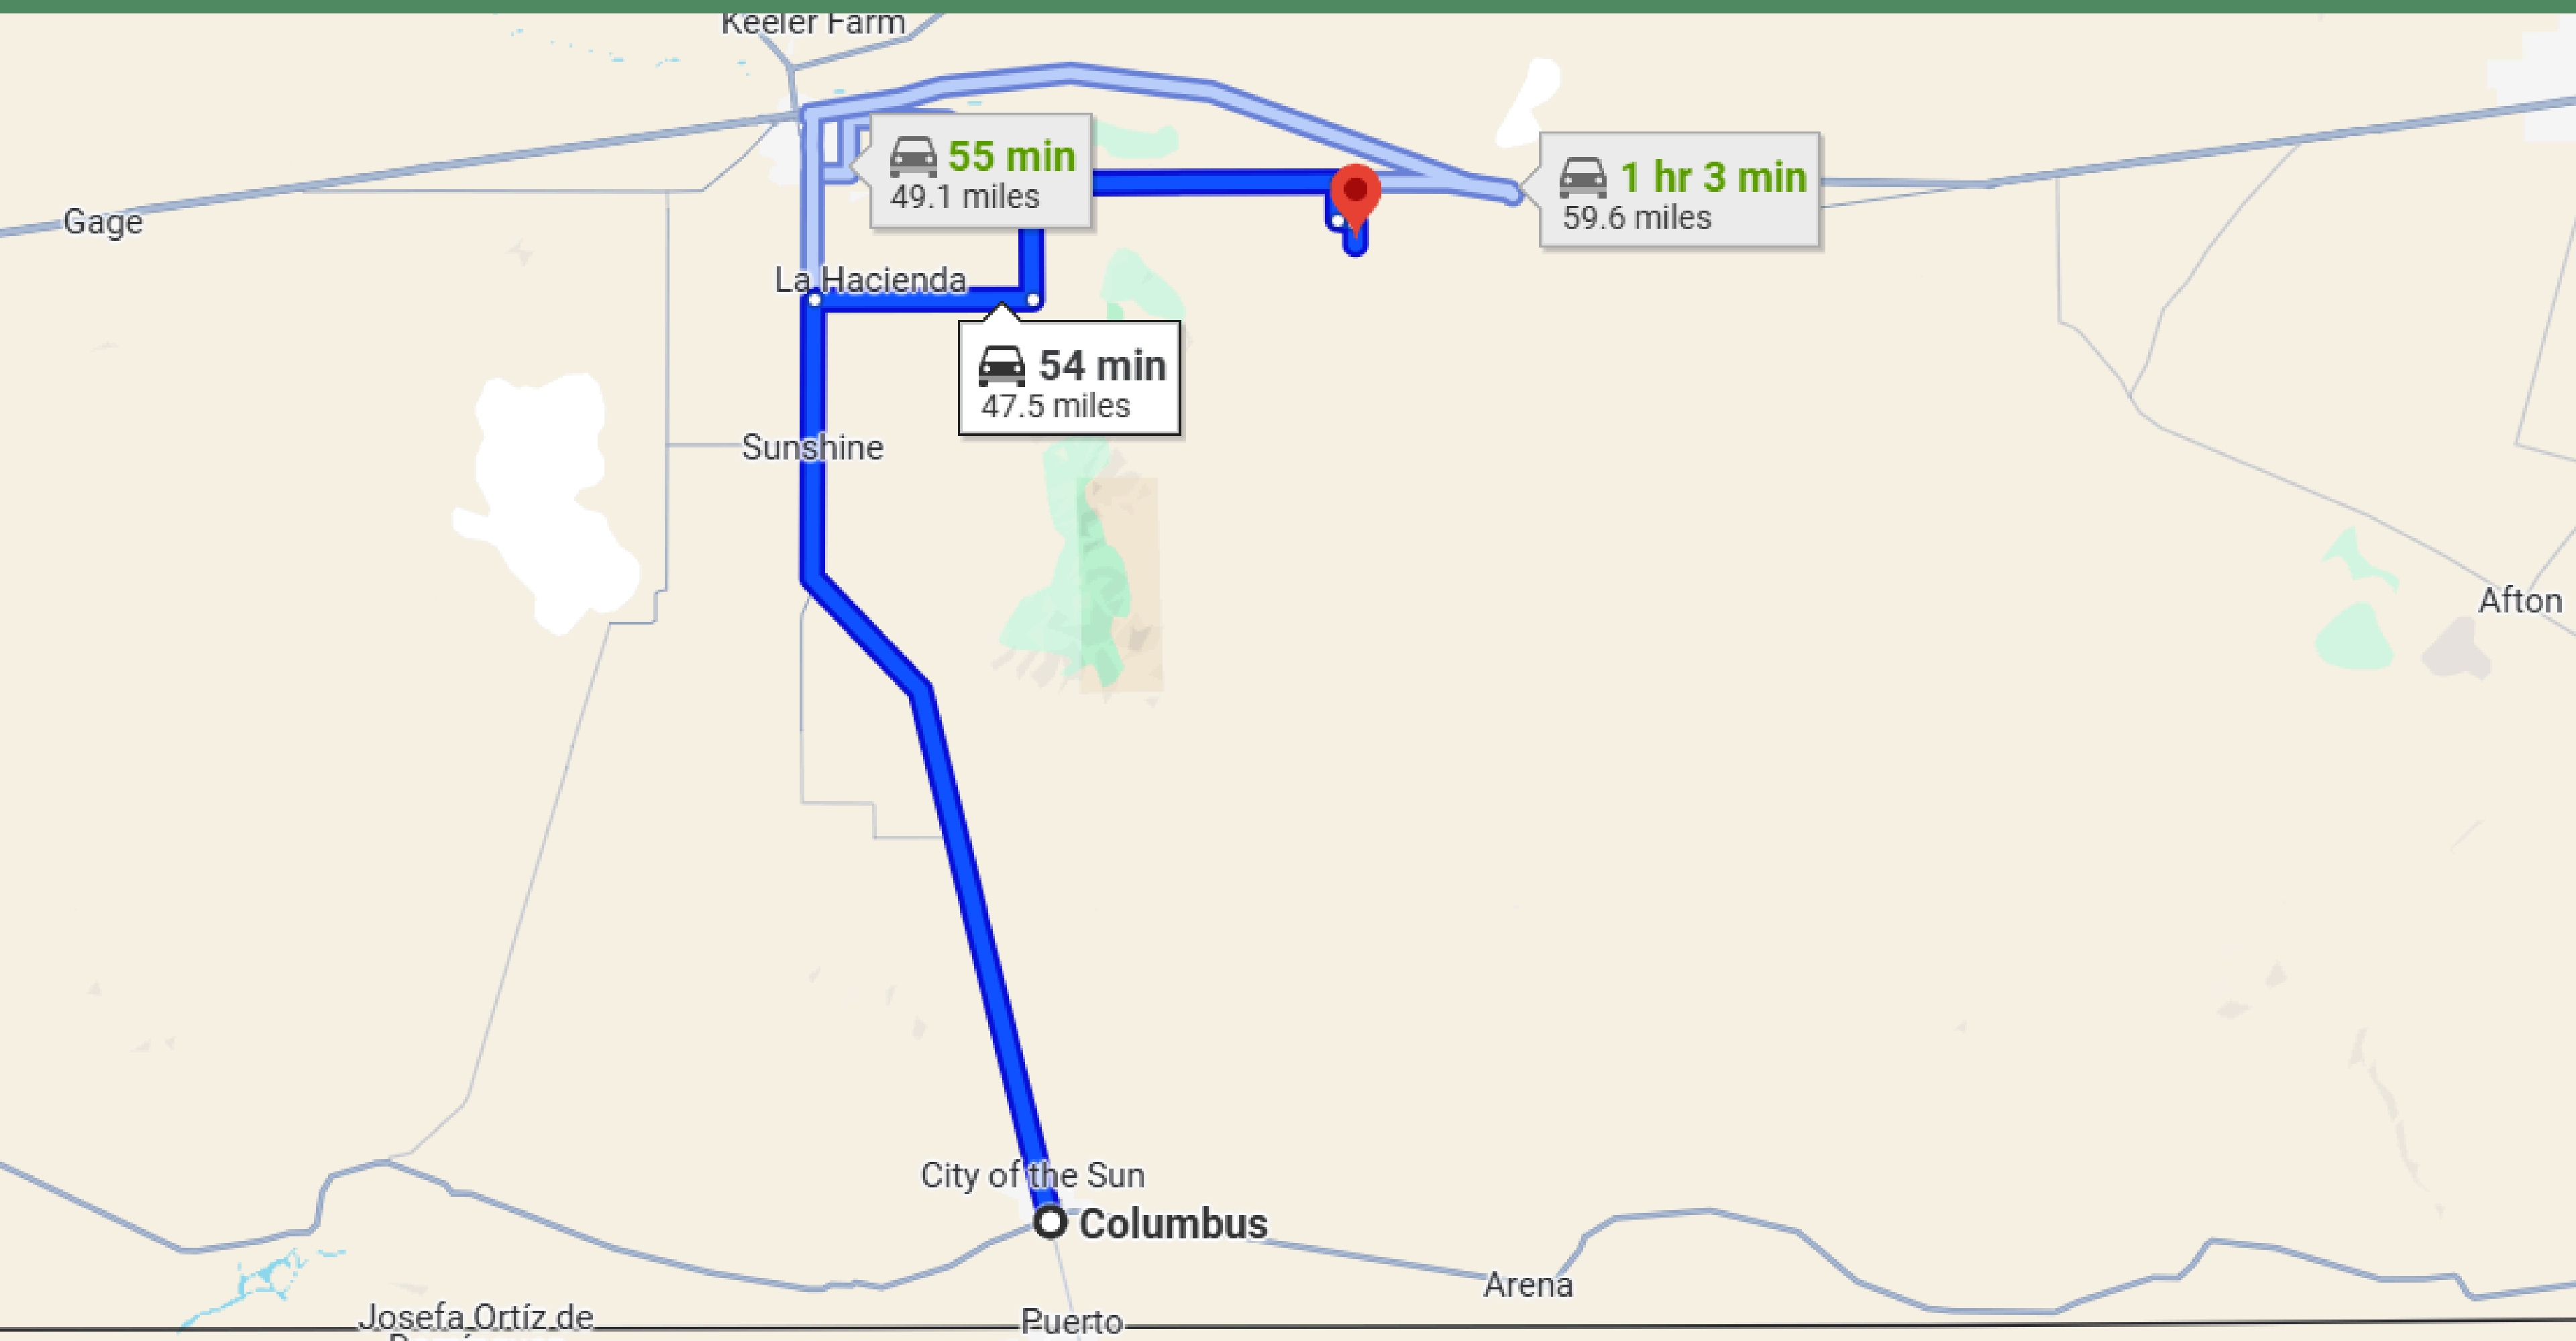 Keeler Farm
55 min
49.1 miles
1 hr 3 min
59.6 miles
Gage
La Hacienda
54 min
47.5 miles
Sunshine
Afton
City of the Sun
Columbus
Arena
Josefa Ortíz de
Puerto